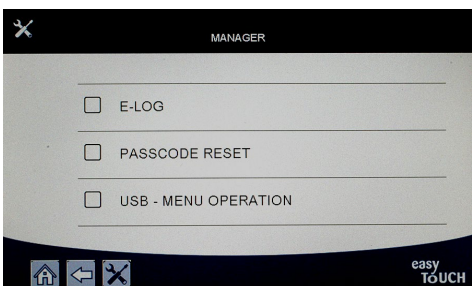 MANAGER
E-LOG
PASSCODE RESET
USB - MENU OPERATION
easy
TOUCH